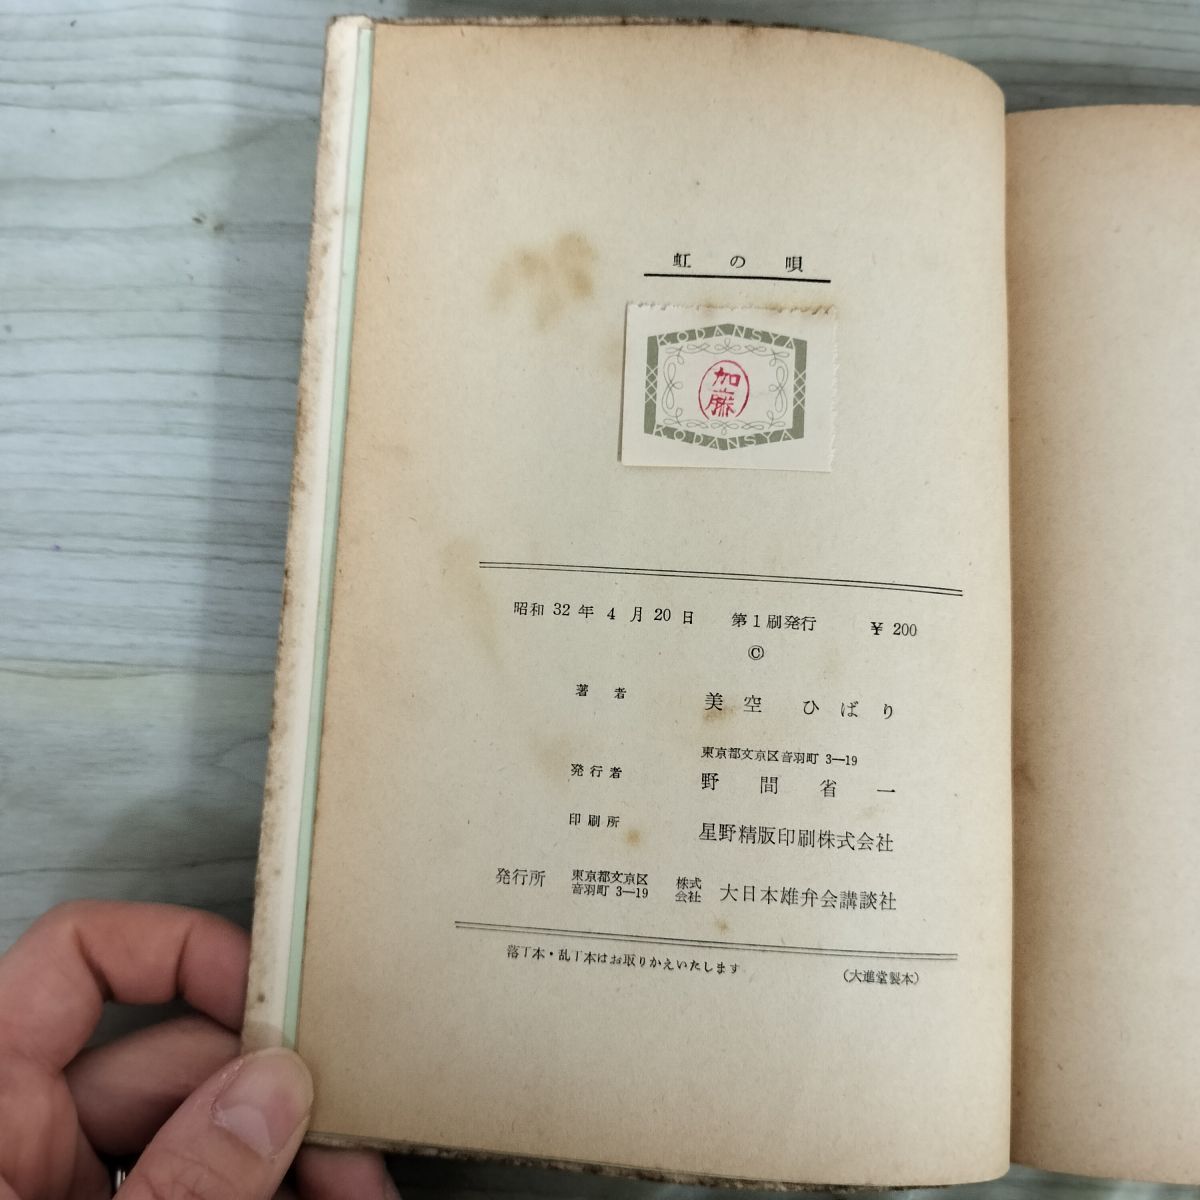 虹の唄
KODANSYA
加藤
KODANSYA
昭和32年4月20日 第1刷発行 ¥200
©
著者 美空ひばり
東京都文京区音羽町3—19
発行者 野間省一
印刷所 星野精版印刷株式会社
発行所 東京都文京区音羽町3—19 株式会社 大日本雄弁会講談社
落丁本・乱丁本はお取りかえいたします (大進堂製本)